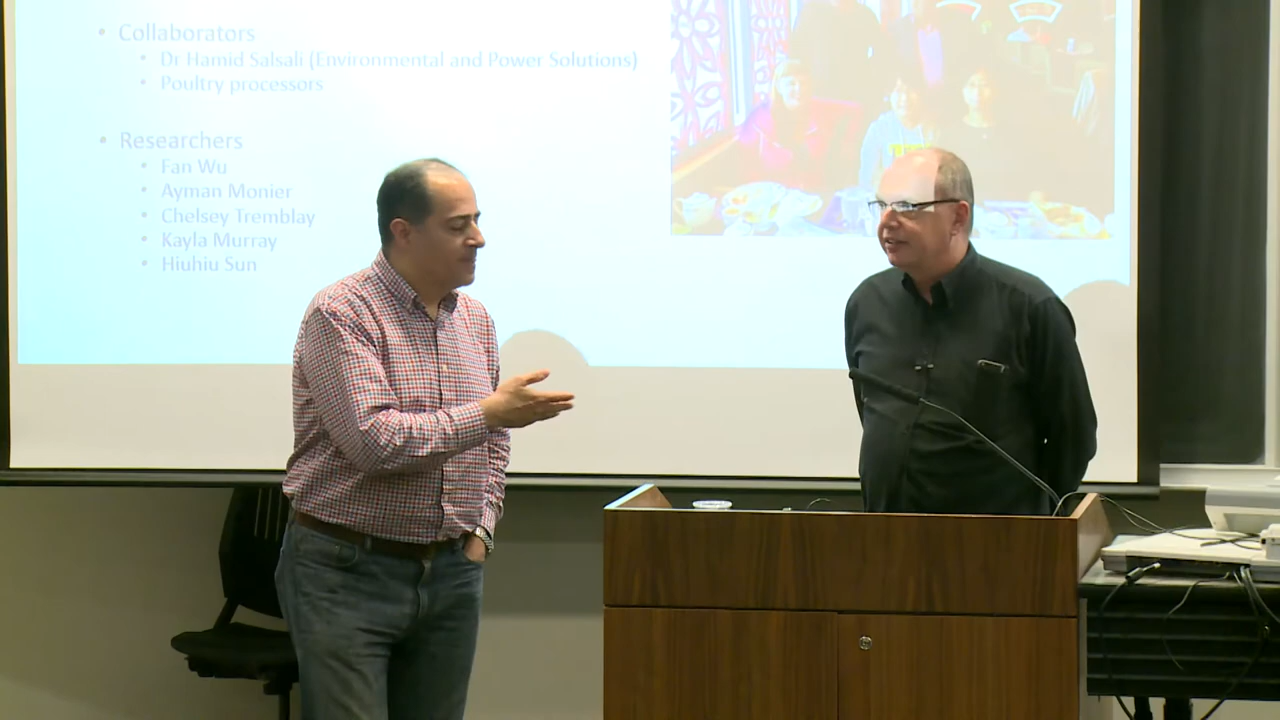 • Collaborators
• Dr Hamid Salsali (Environmental and Power Solutions)
• Poultry processors
• Researchers
• Fan Wu
• Ayman Monier
• Chelsey Tremblay
• Kayla Murray
• Hiuhiu Sun